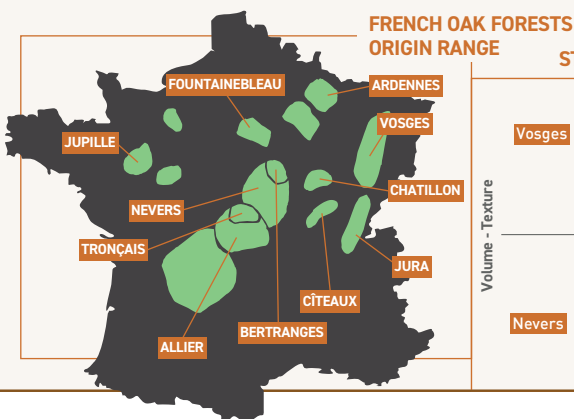 FRENCH OAK FORESTS
ORIGIN RANGE
ST
FOUNTAINEBLEAU
ARDENNES
VOSGES
Vosges
JUPILLE
CHATILLON
NEVERS
TRONÇAIS
Volume - Texture
JURA
CÎTEAUX
BERTRANGES
ALLIER
Nevers